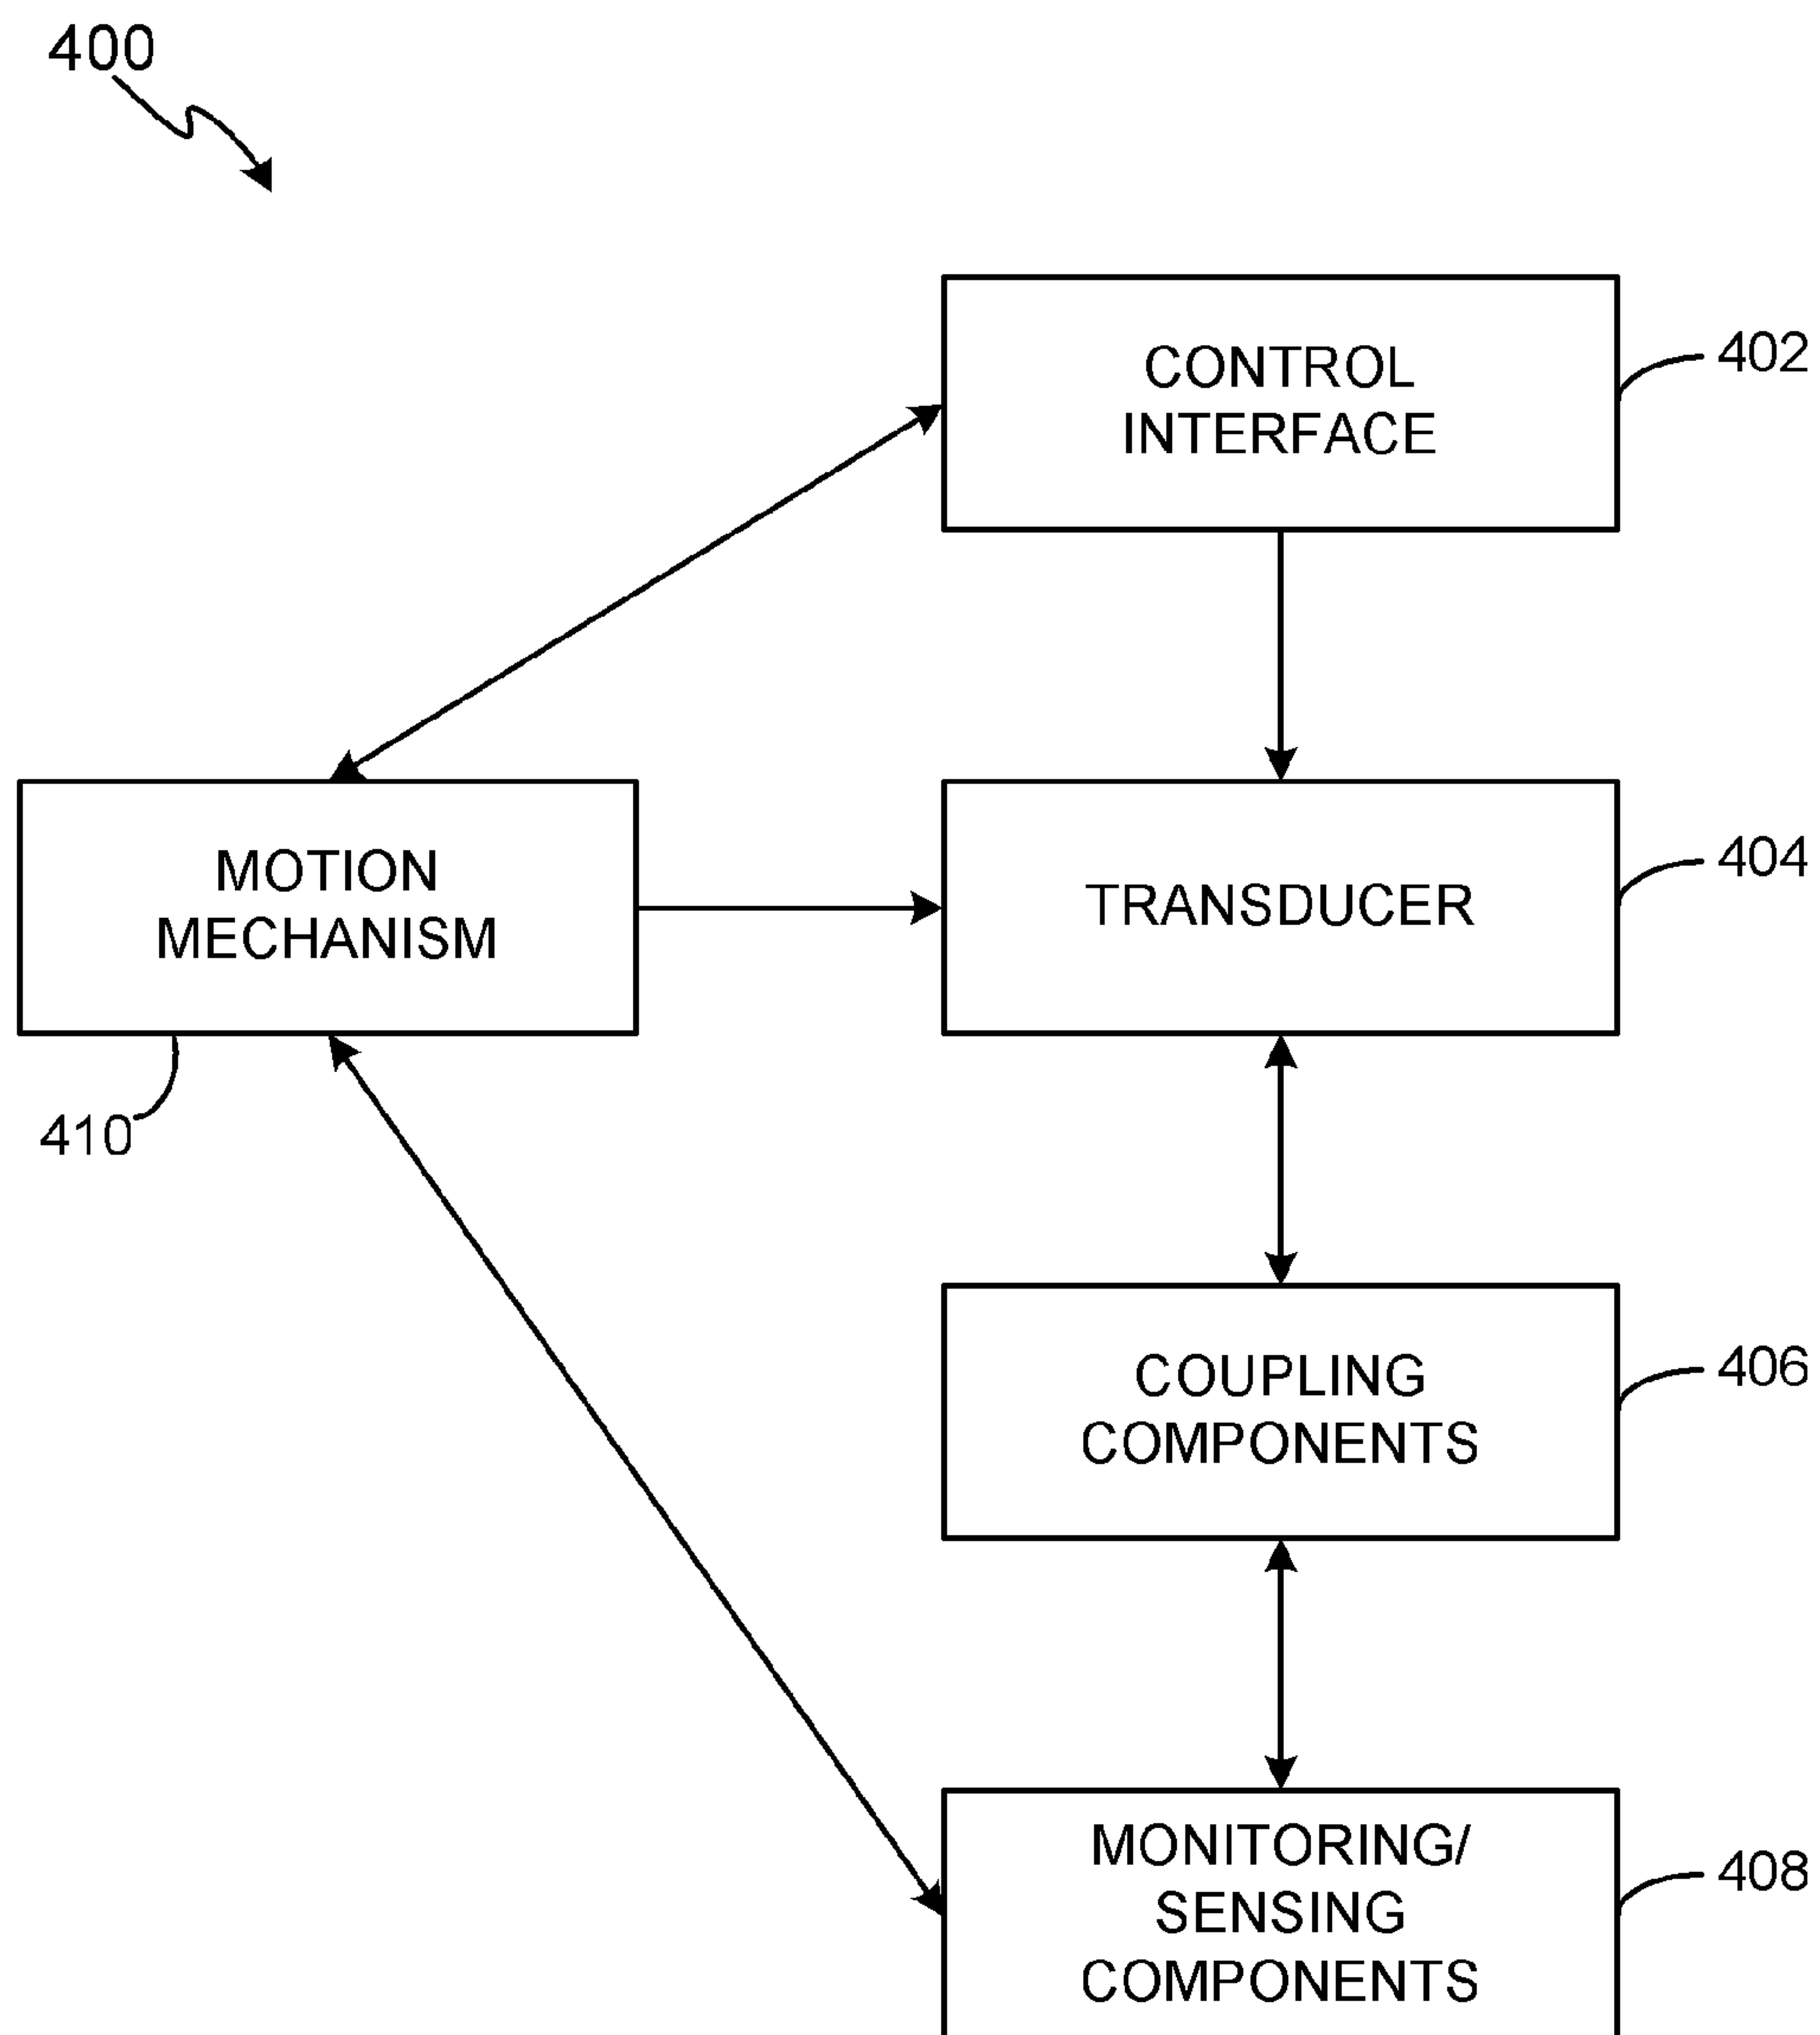 400
CONTROL
INTERFACE
402
MOTION
MECHANISM
410
TRANSDUCER
404
COUPLING
COMPONENTS
406
MONITORING/
SENSING
COMPONENTS
408